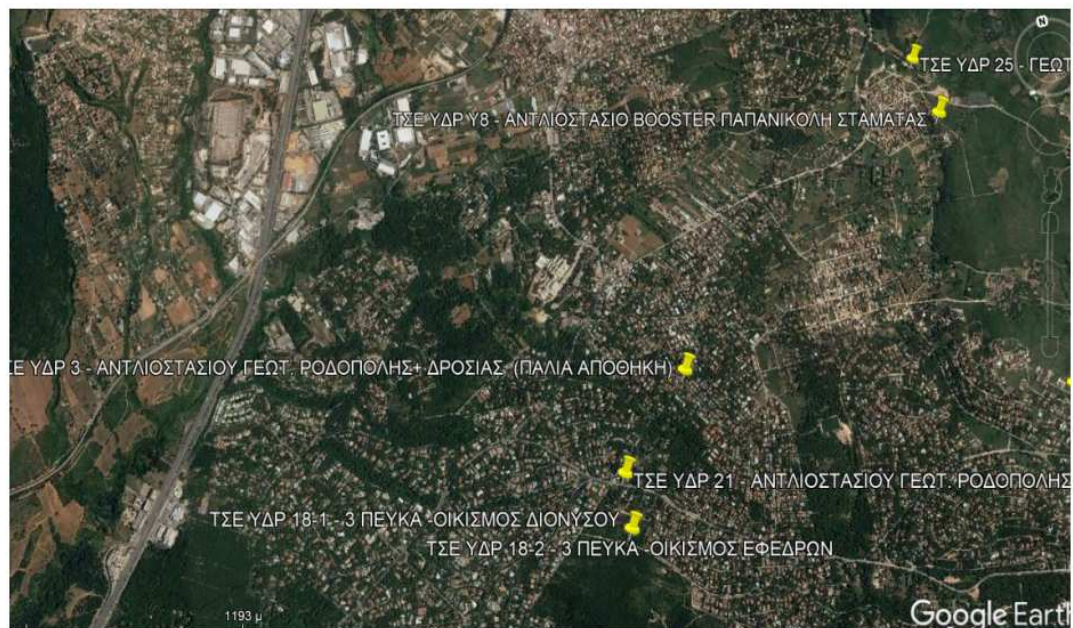 N
ΤΣΕ ΥΔΡ 25 - ΓΕΩΤ
ΤΣΕ ΥΔΡ Υ8 - ΑΝΤΛΙΟΣΤΑΣΙΟ BOOSTER ΠΑΠΑΝΙΚΟΛΗ ΣΤΑΜΑΤΑΣ
ΣΕ ΥΔΡ 3 - ΑΝΤΛΙΟΣΤΑΣΙΟΥ ΓΕΩΤ. ΡΟΔΟΠΟΛΗΣ+ ΔΡΟΣΙΑΣ (ΠΑΛΙΑ ΑΠΟΘΗΚΗ)
ΤΣΕ ΥΔΡ 21 - ΑΝΤΛΙΟΣΤΑΣΙΟΥ ΓΕΩΤ. ΡΟΔΟΠΟΛΗΣ
ΤΣΕ ΥΔΡ 18-1 - 3 ΠΕΥΚΑ -ΟΙΚΙΣΜΟΣ ΔΙΟΝΥΣΟΥ
ΤΣΕ ΥΔΡ 18-2 - 3 ΠΕΥΚΑ -ΟΙΚΙΣΜΟΣ ΕΦΕΔΡΩΝ
1193 μ
Google Earth